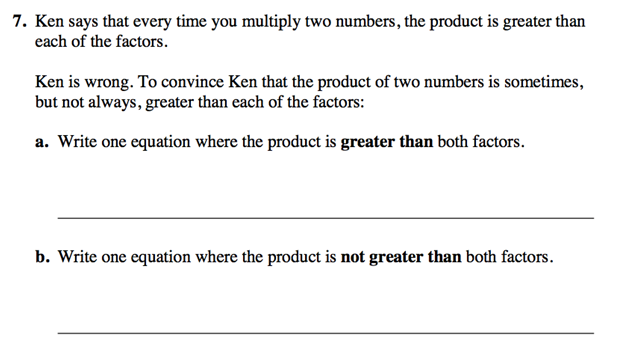 7. Ken says that every time you multiply two numbers, the product is greater than
each of the factors.
Ken is wrong. To convince Ken that the product of two numbers is sometimes,
but not always, greater than each of the factors:
a. Write one equation where the product is greater than both factors.
b. Write one equation where the product is not greater than both factors.